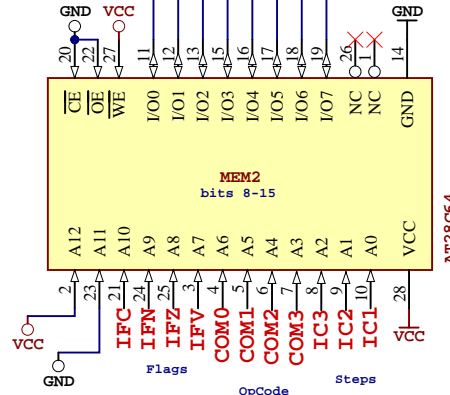 GND VCC GND
20 22 27 11 12 13 15 16 17 18 19 26 1 14
CE OE WE I/O0 I/O1 I/O2 I/O3 I/O4 I/O5 I/O6 I/O7 NC NC GND
MEM2
bits 8-15
AT28C64
A12 A11 A10 A9 A8 A7 A6 A5 A4 A3 A2 A1 A0 VCC
2 23 21 24 25 3 4 5 6 7 8 9 10 28
IFC IFN IFZ IFV COM0 COM1 COM2 COM3 IC3 IC2 IC1
VCC VCC
GND
Flags
Steps
OpCode